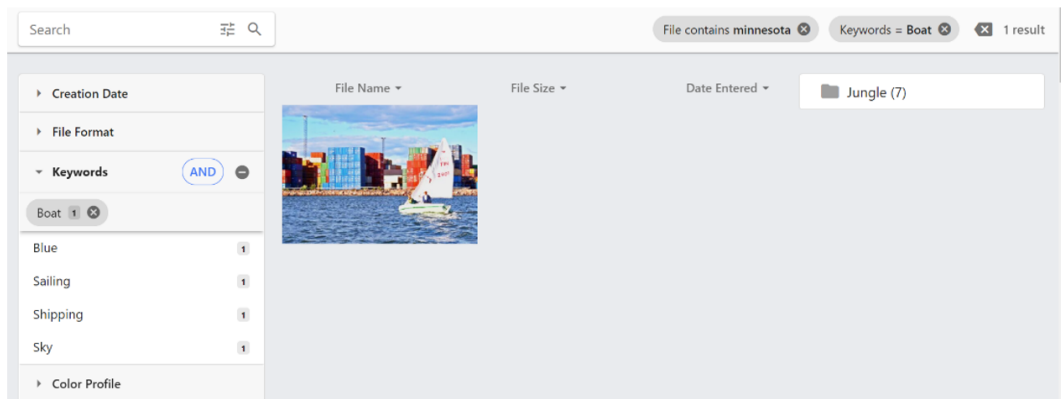 Search
File contains minnesota
Keywords = Boat
1 result
Creation Date
File Format
Keywords AND
Boat 1
Blue 1
Sailing 1
Shipping 1
Sky 1
Color Profile
File Name
File Size
Date Entered
Jungle (7)